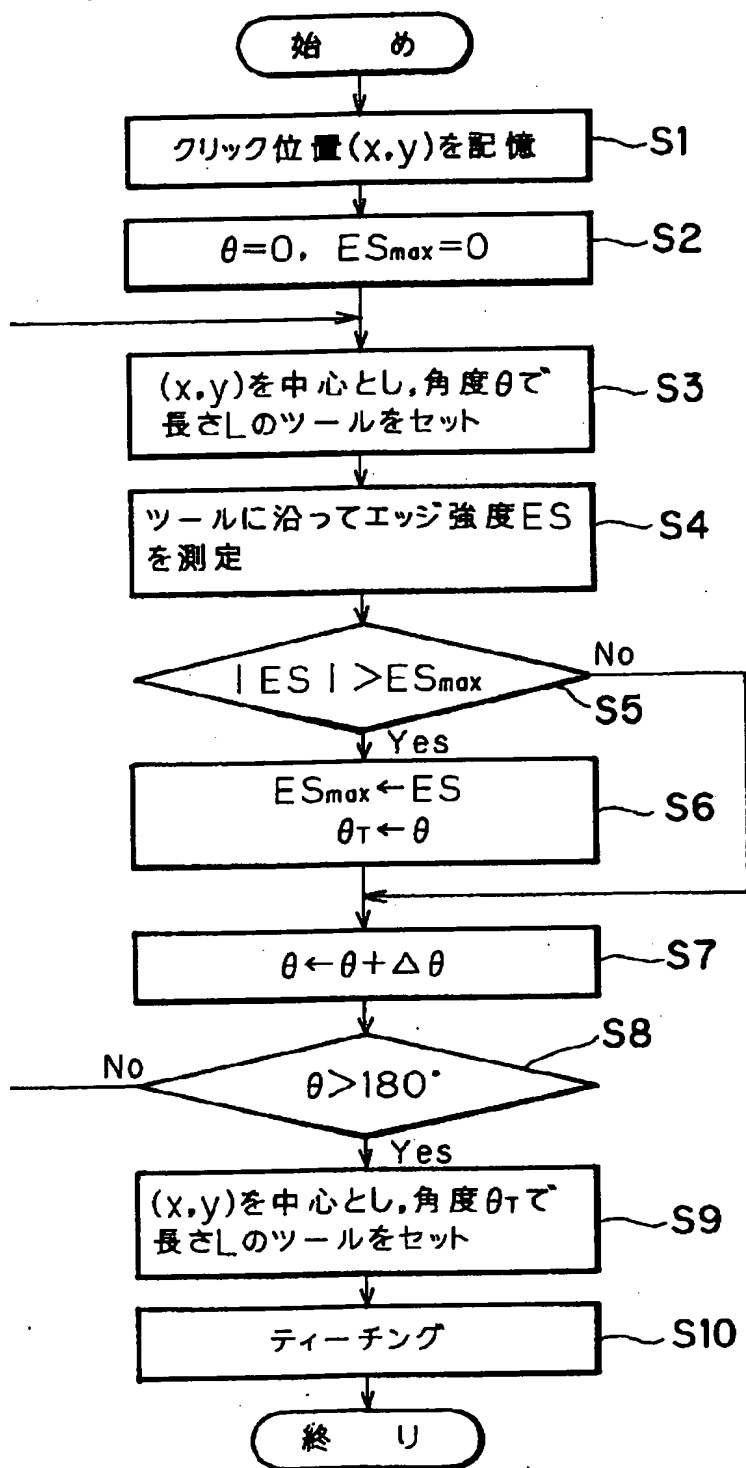 始め
クリック位置(x,y)を記憶
S1
θ=0, ESmax=0
S2
(x,y)を中心とし,角度θで
長さLのツールをセット
S3
ツールに沿ってエッジ強度ES
を測定
S4
|ES|>ESmax
No
S5
Yes
ESmax←ES
θT←θ
S6
θ←θ+Δθ
S7
S8
No
θ>180°
Yes
(x,y)を中心とし,角度θTで
長さLのツールをセット
S9
ティーチング
S10
終り